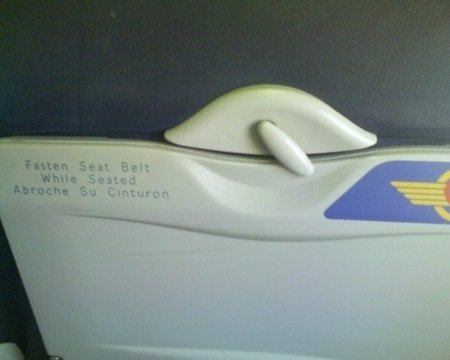 Fasten Seat Belt
While Seated
Abroche Su Cinturon